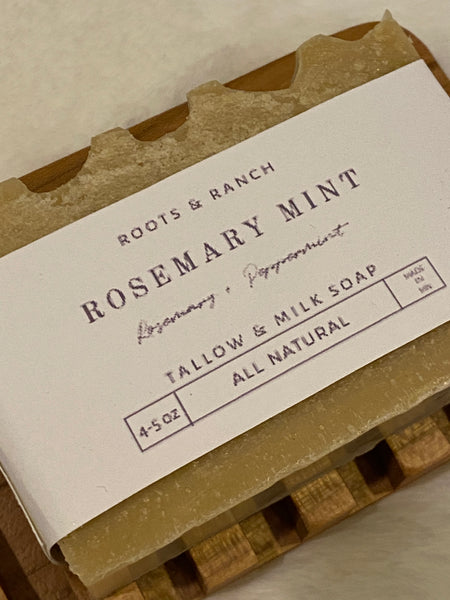 ROOTS & RANCH
ROSEMARY MINT
Rosemary + Peppermint
TALLOW & MILK SOAP
4-5 OZ
ALL NATURAL
MADE
IN
MN